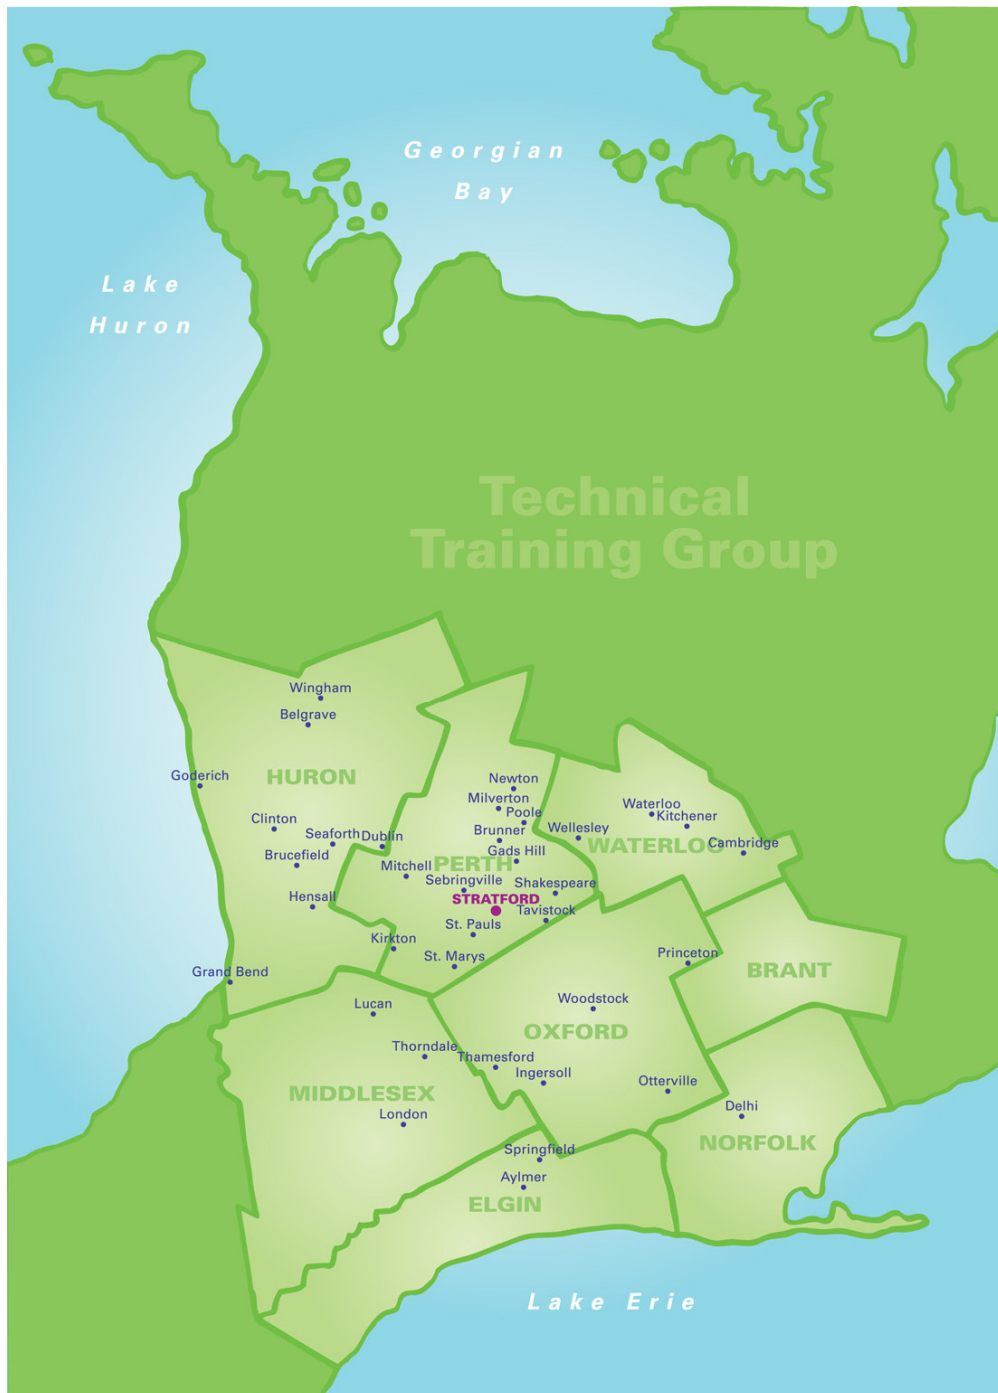 Georgian
Bay
Lake
Huron
Technical
Training Group
Wingham
Belgrave
Goderich
HURON
Newton
Milverton
Waterloo
Poole
Kitchener
Clinton
Seaforth
Dublin
Brunner
Wellesley
WATERLOO
Cambridge
Brucefield
Gads Hill
Mitchell
PERTH
Sebringville
Shakespeare
Hensall
STRATFORD
Tavistock
St. Pauls
Kirkton
St. Marys
Princeton
Grand Bend
BRANT
Lucan
Woodstock
OXFORD
Thorndale
Thamesford
Ingersoll
Otterville
MIDDLESEX
London
Delhi
NORFOLK
Springfield
Aylmer
ELGIN
Lake Erie